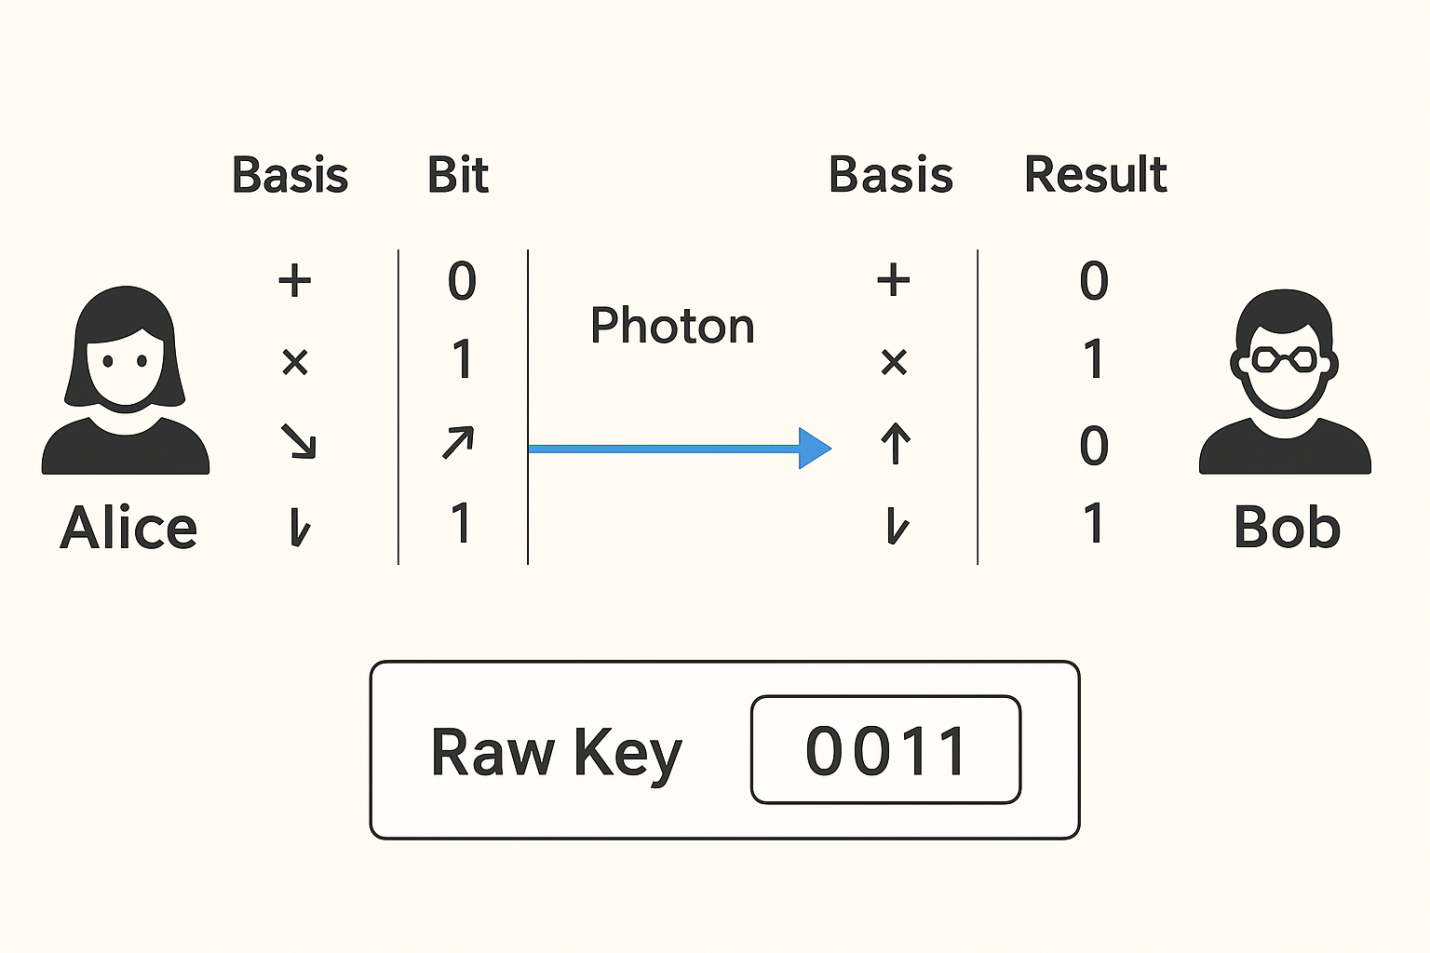 Basis Bit Basis Result
+ 0 + 0
Photon
× 1 × 1
↘ ↗ ↑ 0
1 1
Alice Bob
Raw Key 0011